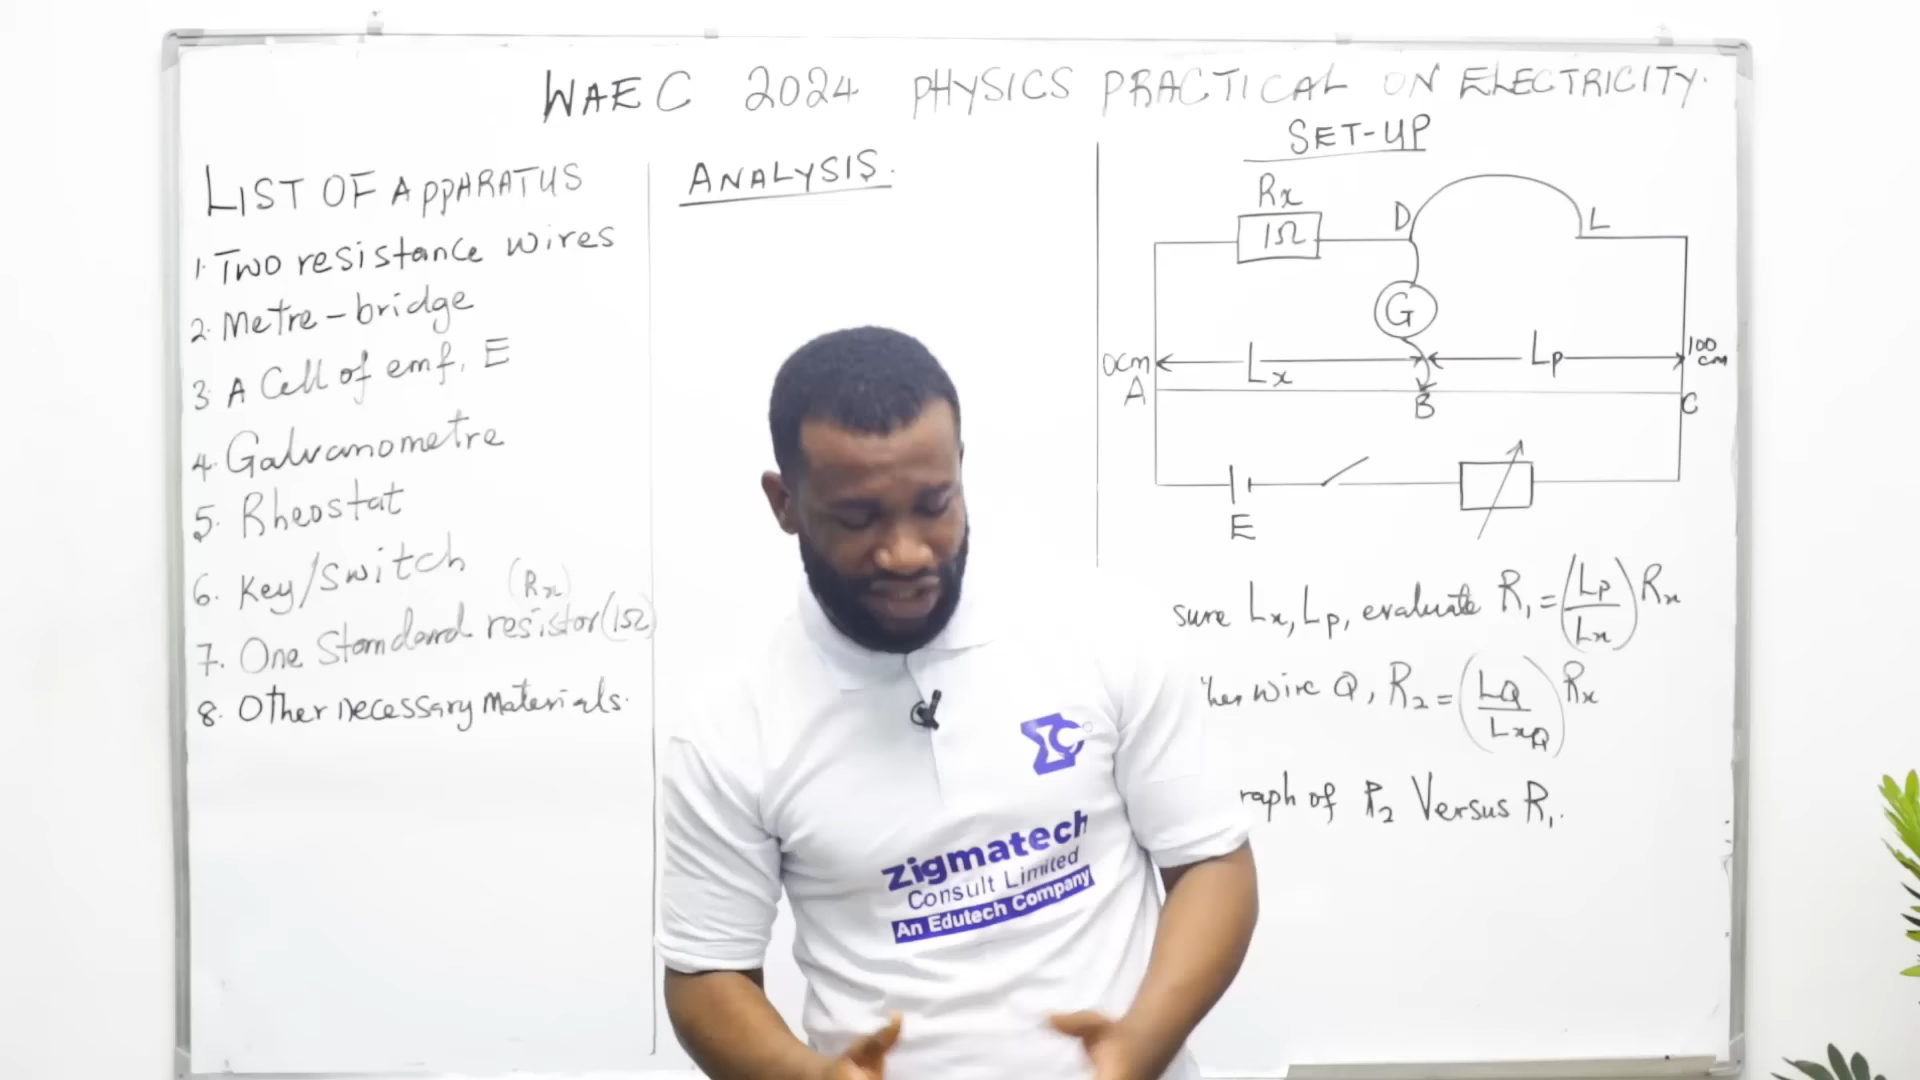 WAEC 2024 PHYSICS PRACTICAL ON ELECTRICITY.
LIST OF APPARATUS
1. Two resistance wires
2. Metre-bridge
3. A Cell of emf, E
4. Galvanometre
5. Rheostat
6. Key/Switch
(Rx)
7. One Standard resistor (1Ω)
8. Other necessary materials.
ANALYSIS.
SET-UP
Rx
1Ω
D
L
G
0cm
Lx
Lp
100 cm
A
B
C
E
sure Lx, Lp, evaluate R1 = (Lp/Lx) Rx
wire Q, R2 = (LQ/LxQ) Rx
raph of R2 Versus R1.
ΣC
zigmatech
Consult Limited
An Edutech Company